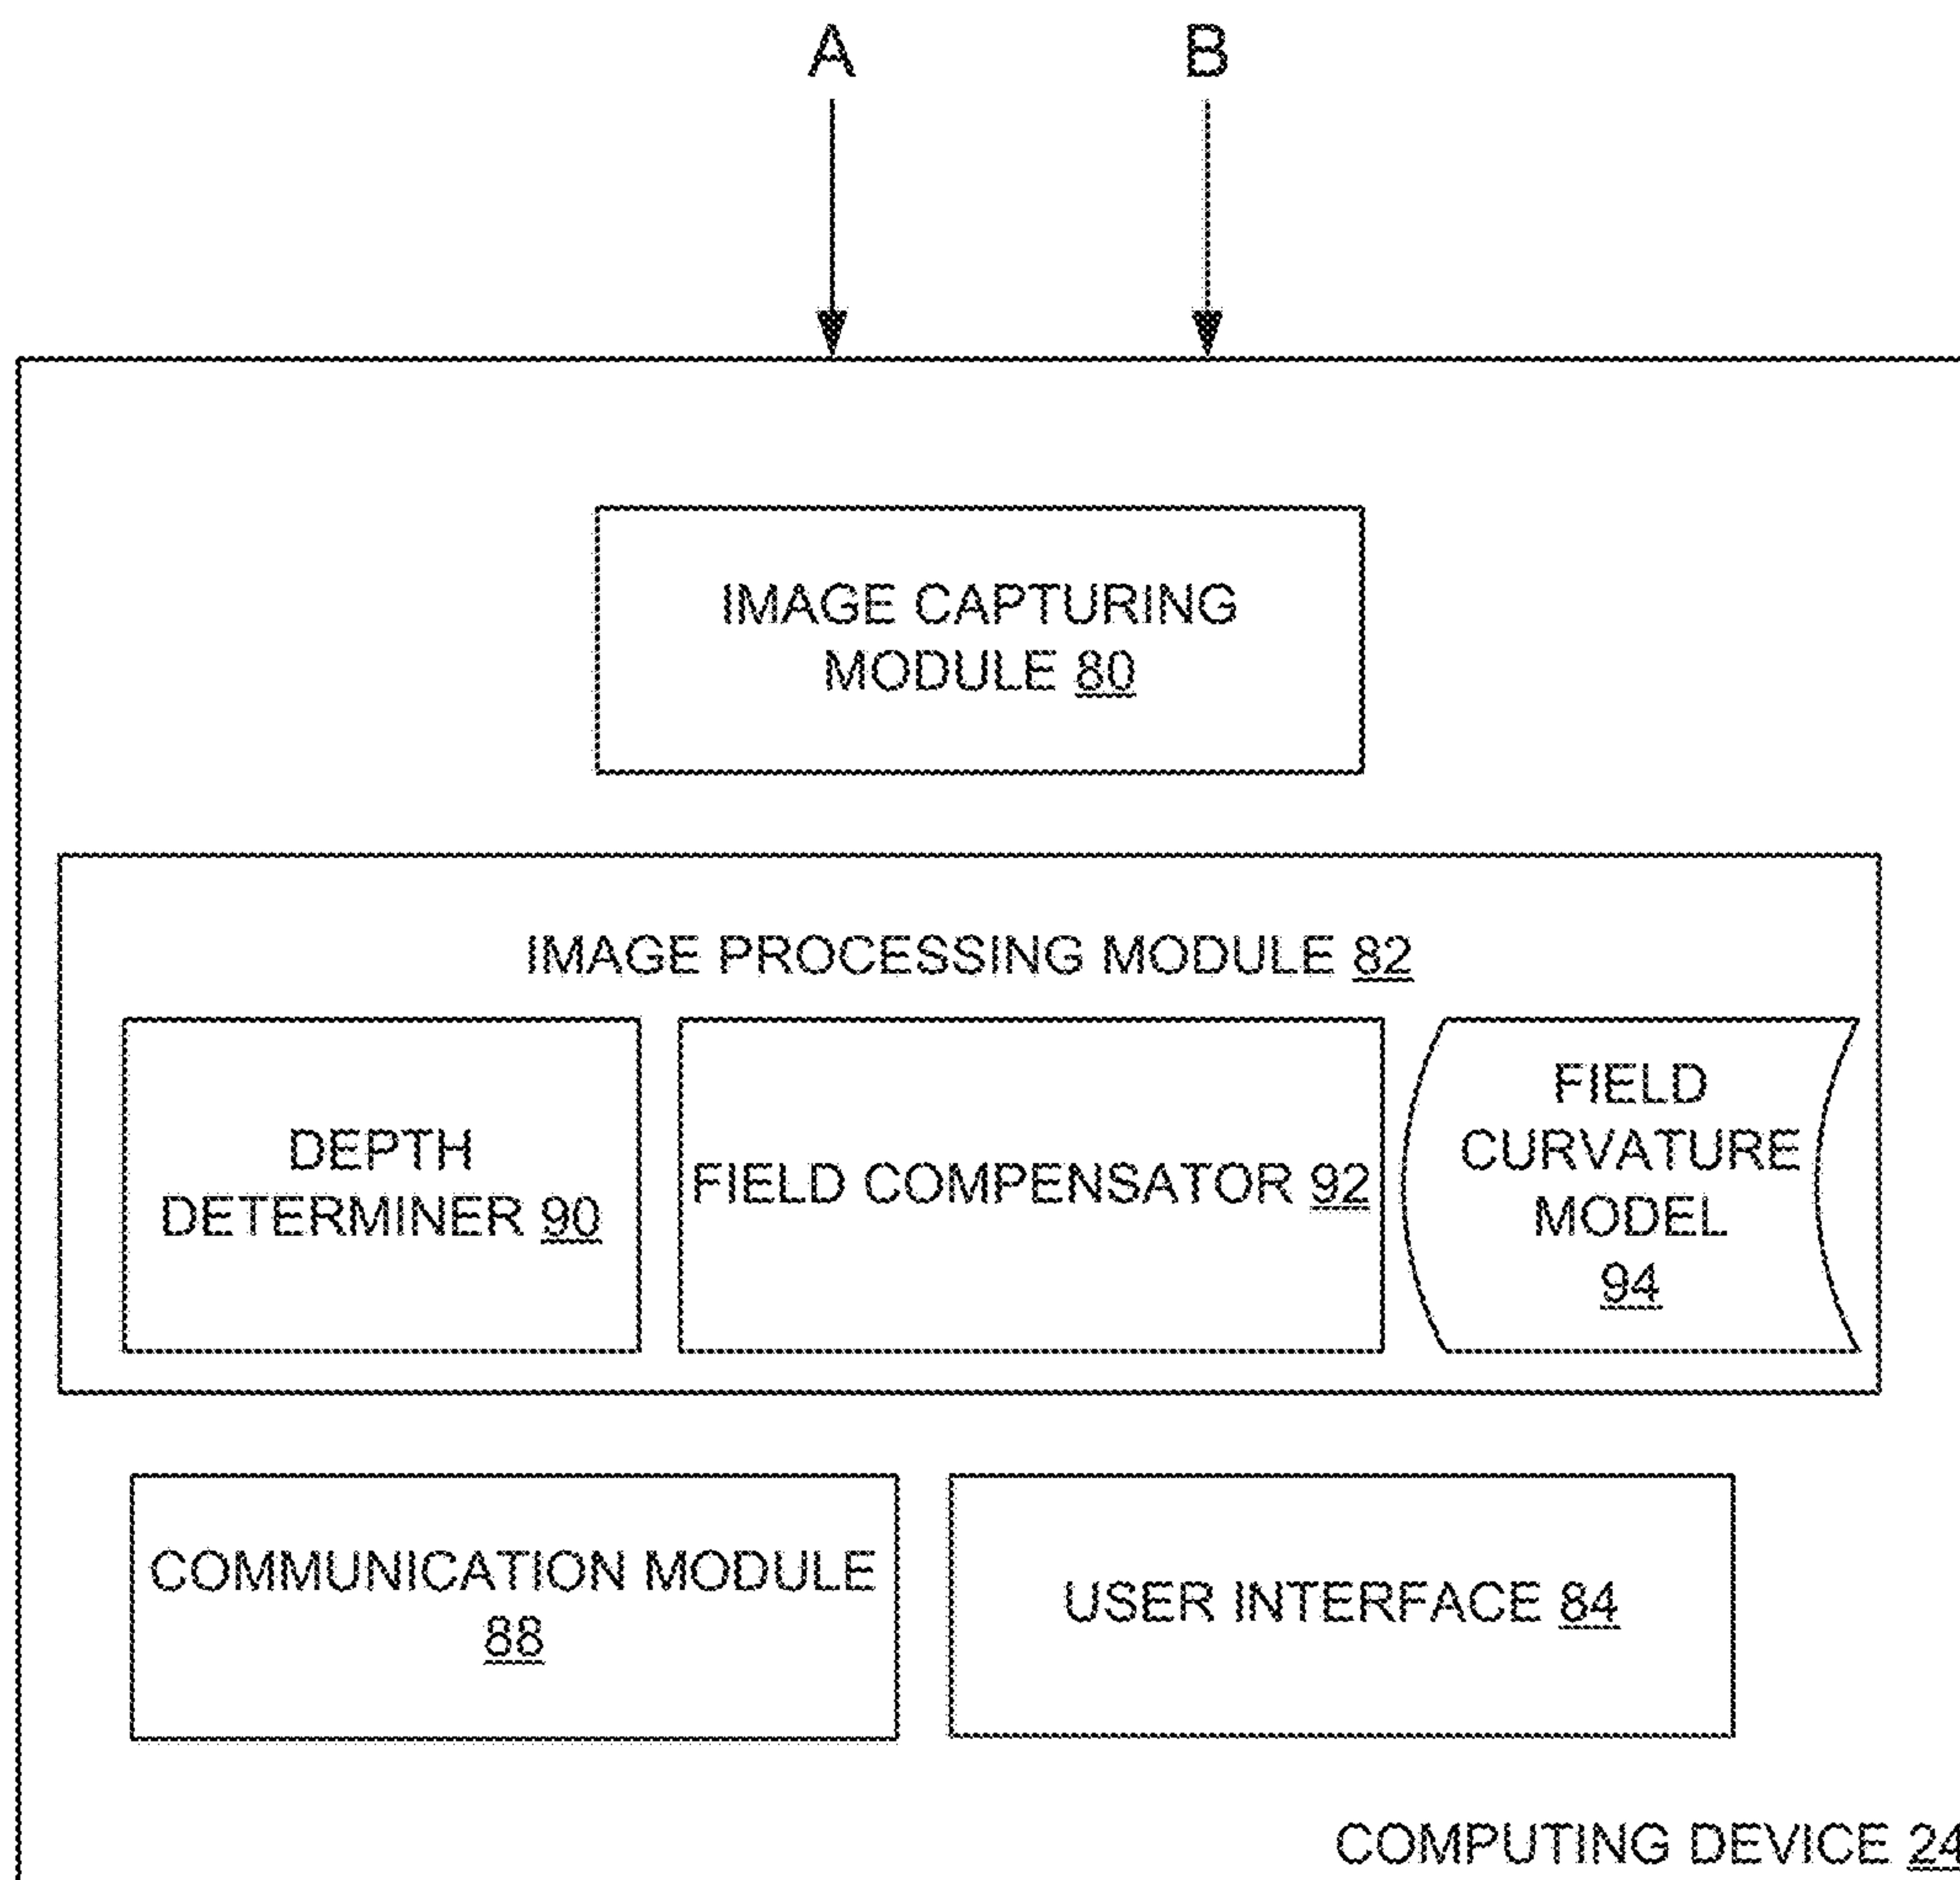 A
B
IMAGE CAPTURING
MODULE 80
IMAGE PROCESSING MODULE 82
DEPTH
DETERMINER 90
FIELD COMPENSATOR 92
FIELD
CURVATURE
MODEL
94
COMMUNICATION MODULE
88
USER INTERFACE 84
COMPUTING DEVICE 24